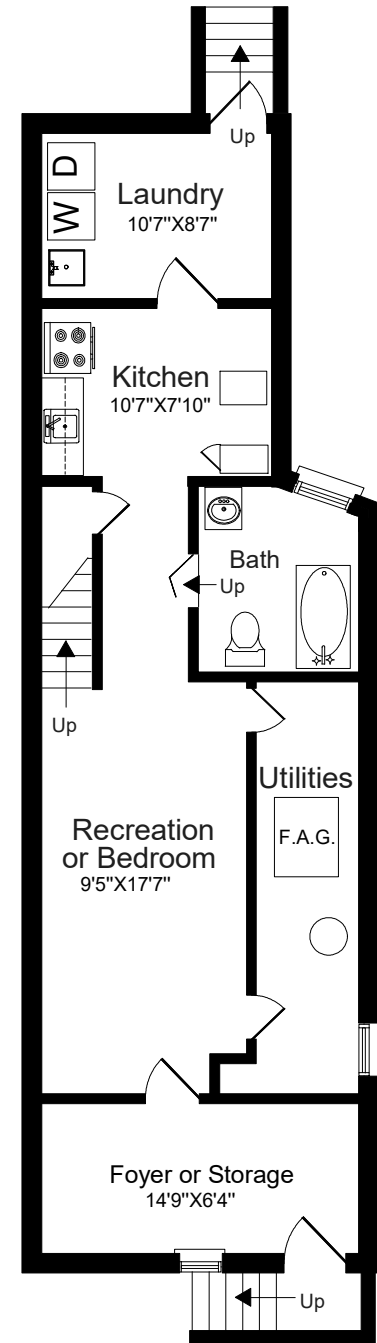 Up
D
W
Laundry
10'7"X8'7"
Kitchen
10'7"X7'10"
Bath
Up
Up
Utilities
F.A.G.
Recreation
or Bedroom
9'5"X17'7"
Foyer or Storage
14'9"X6'4"
Up